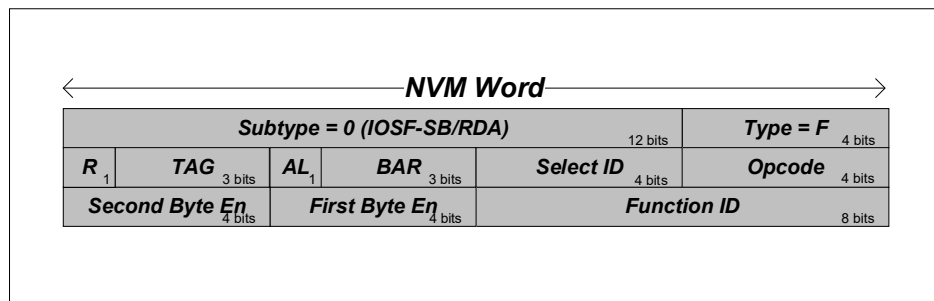 NVM Word
Subtype = 0 (IOSF-SB/RDA) 12 bits Type = F 4 bits
R 1 TAG 3 bits AL 1 BAR 3 bits Select ID 4 bits Opcode 4 bits
Second Byte En 4 bits First Byte En 4 bits Function ID 8 bits